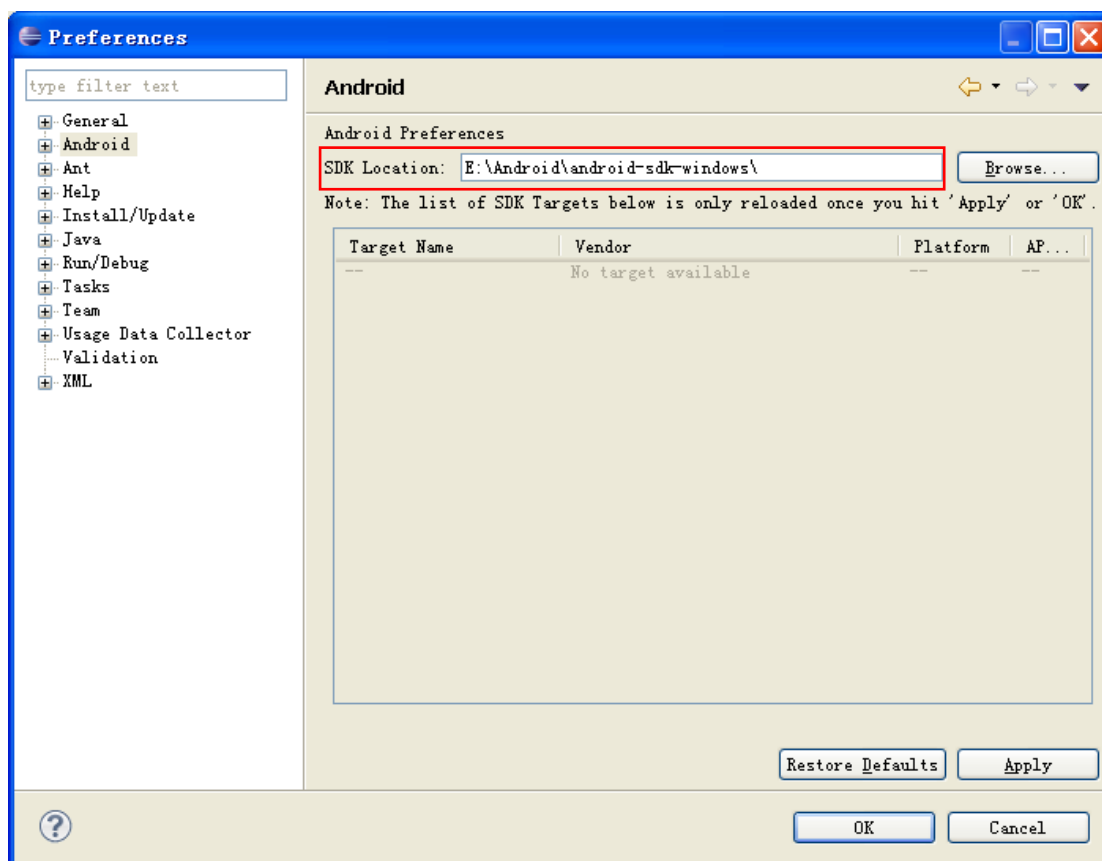 Preferences
type filter text
General
Android
Ant
Help
Install/Update
Java
Run/Debug
Tasks
Team
Usage Data Collector
Validation
XML
Android
Android Preferences
SDK Location: E:\Android\android-sdk-windows\ Browse...
Note: The list of SDK Targets below is only reloaded once you hit 'Apply' or 'OK'.
Target Name Vendor Platform AP...
-- No target available -- --
Restore Defaults Apply
? OK Cancel